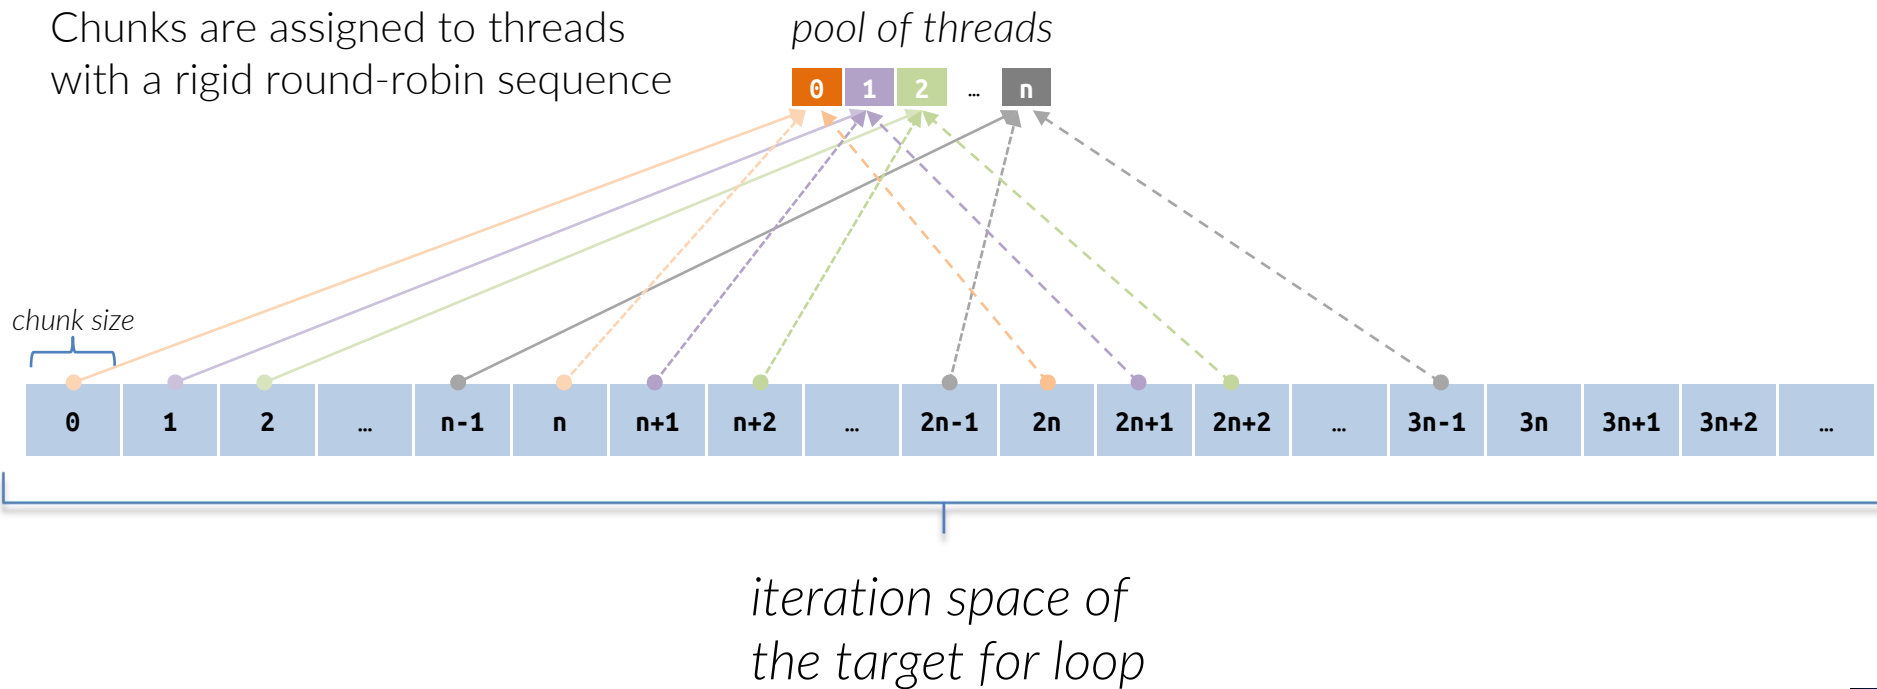 Chunks are assigned to threads
with a rigid round-robin sequence
pool of threads
0 1 2 … n
chunk size
0 1 2 … n-1 n n+1 n+2 … 2n-1 2n 2n+1 2n+2 … 3n-1 3n 3n+1 3n+2 …
iteration space of
the target for loop